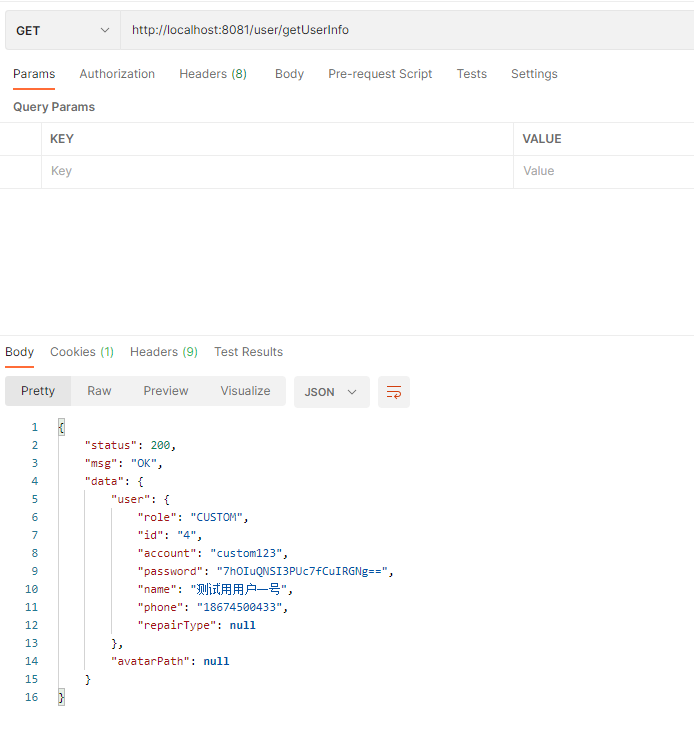 GET http://localhost:8081/user/getUserInfo
Params Authorization Headers (8) Body Pre-request Script Tests Settings
Query Params
KEY VALUE
Key Value
Body Cookies (1) Headers (9) Test Results
Pretty Raw Preview Visualize JSON
1 {
2 "status": 200,
3 "msg": "OK",
4 "data": {
5 "user": {
6 "role": "CUSTOM",
7 "id": "4",
8 "account": "custom123",
9 "password": "7hOIuQNSI3PUc7fCuIRGNg==",
10 "name": "测试用用户一号",
11 "phone": "18674500433",
12 "repairType": null
13 },
14 "avatarPath": null
15 }
16 }